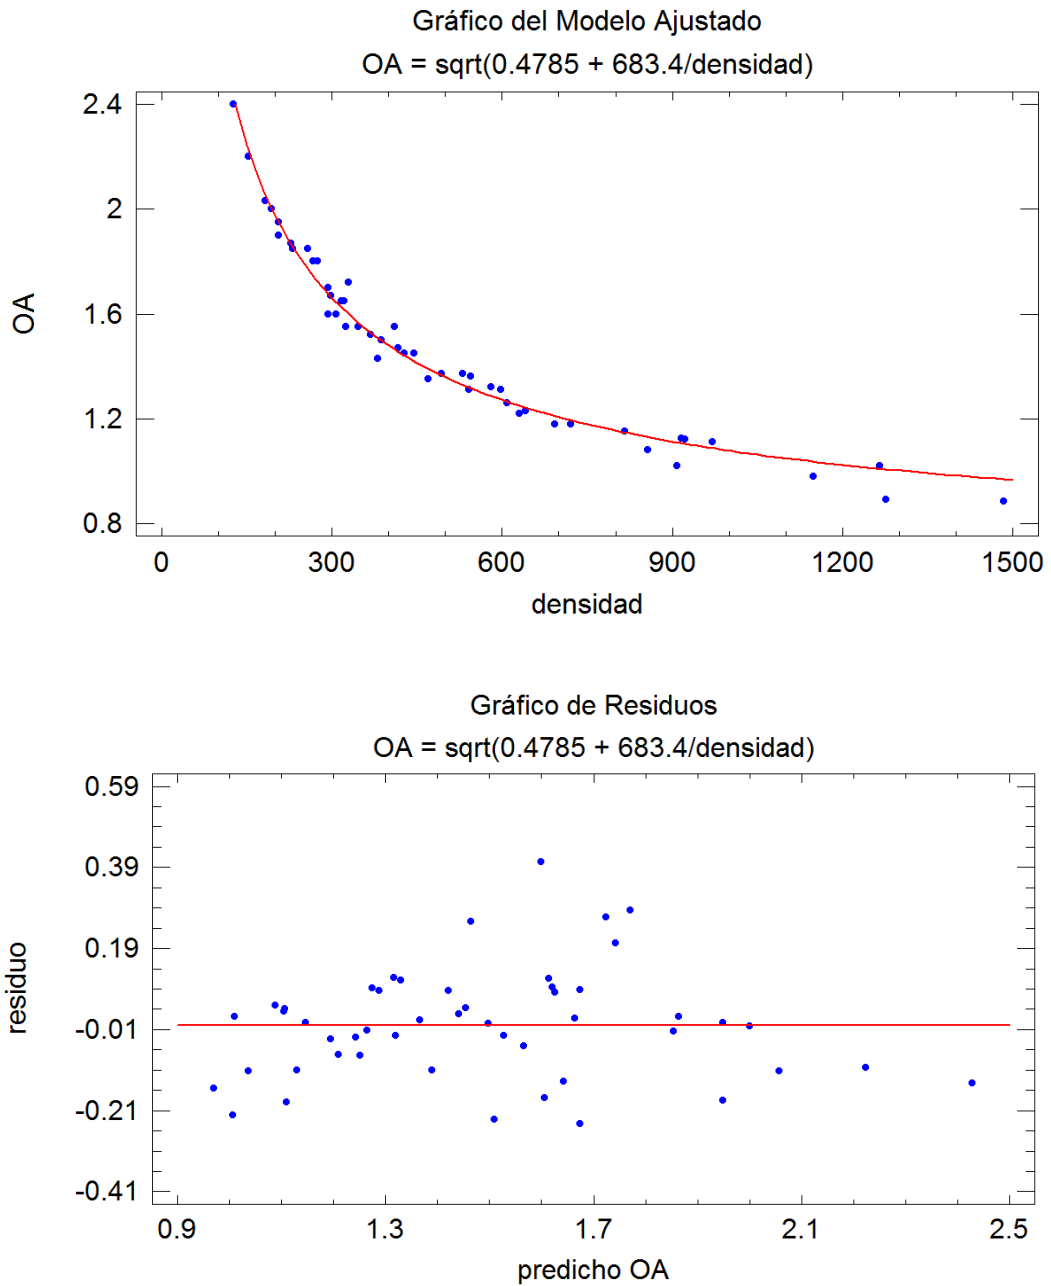 Gráfico del Modelo Ajustado
OA = sqrt(0.4785 + 683.4/densidad)
2.4
2
1.6
1.2
0.8
OA
0 300 600 900 1200 1500
densidad
Gráfico de Residuos
OA = sqrt(0.4785 + 683.4/densidad)
0.59
0.39
0.19
-0.01
-0.21
-0.41
residuo
0.9 1.3 1.7 2.1 2.5
predicho OA